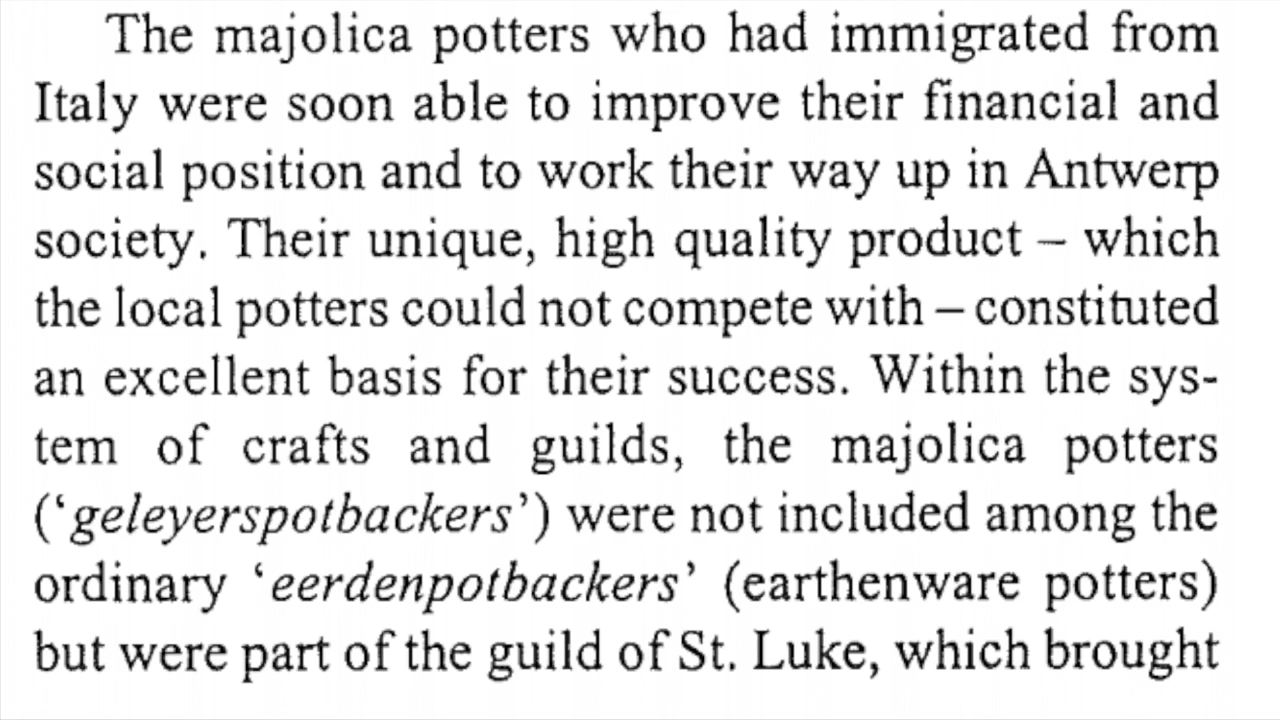 The majolica potters who had immigrated from
Italy were soon able to improve their financial and
social position and to work their way up in Antwerp
society. Their unique, high quality product – which
the local potters could not compete with – constituted
an excellent basis for their success. Within the sys-
tem of crafts and guilds, the majolica potters
(‘geleyerspotbackers’) were not included among the
ordinary ‘eerdenpotbackers’ (earthenware potters)
but were part of the guild of St. Luke, which brought